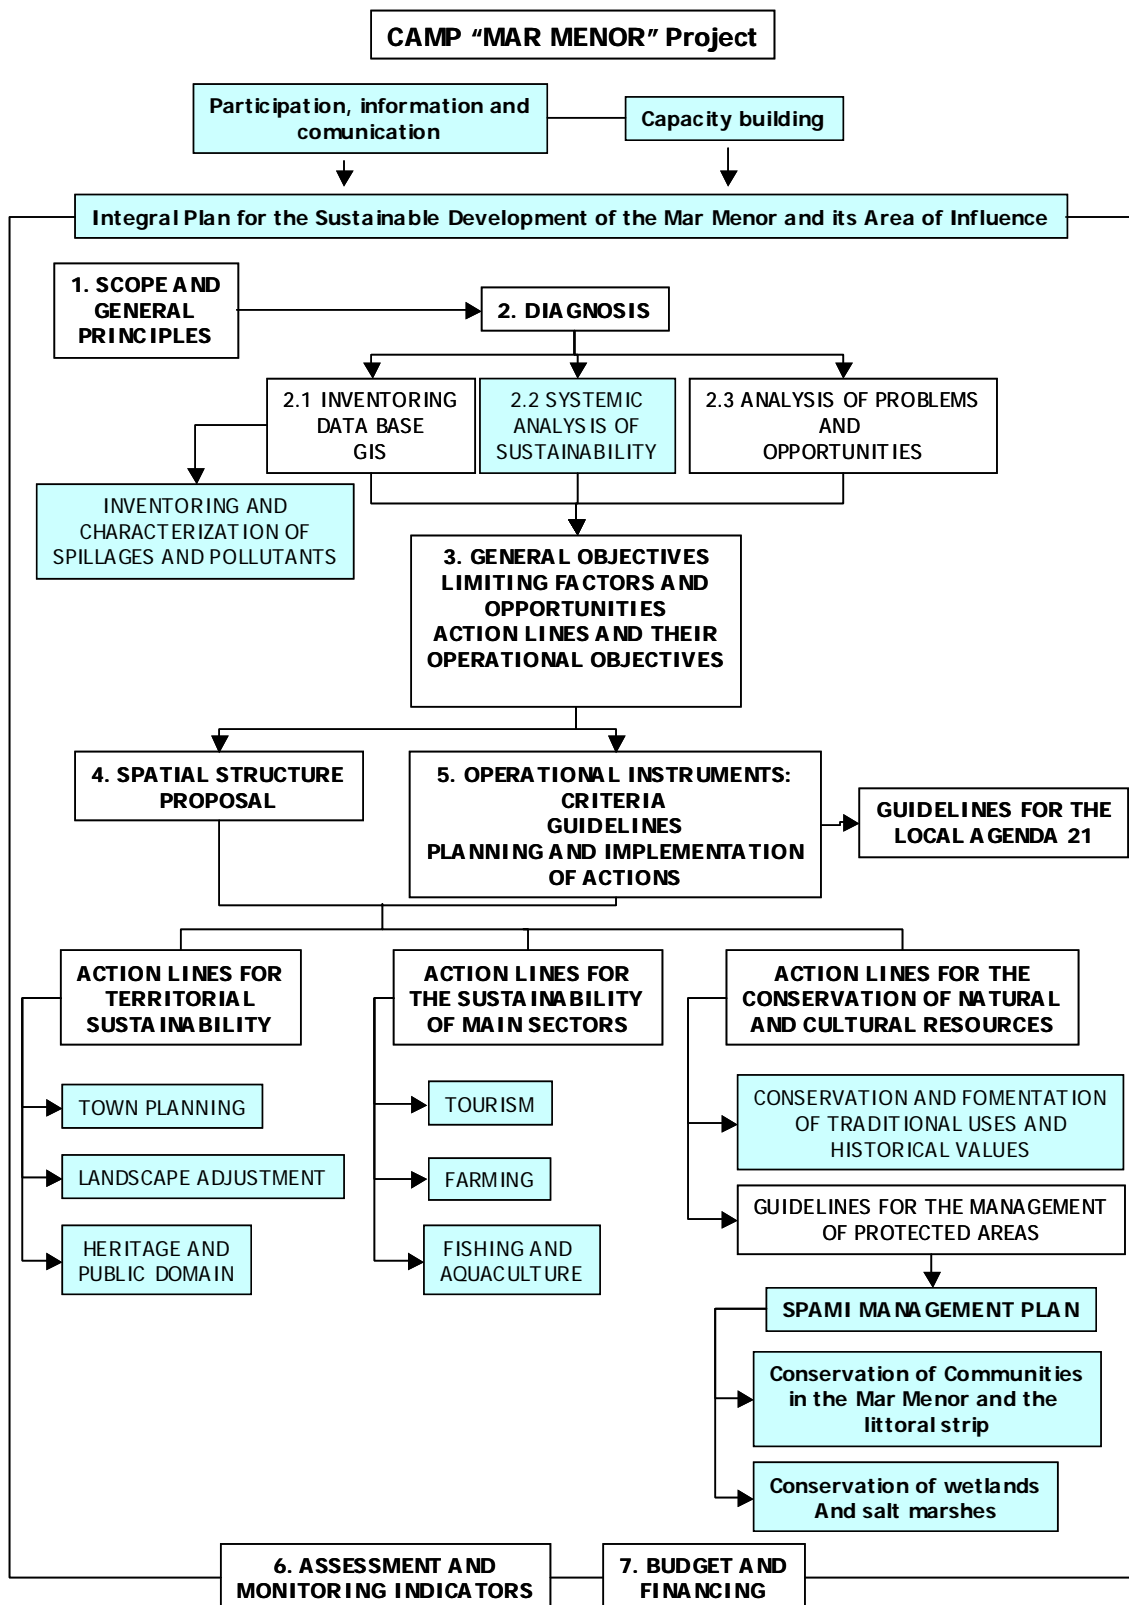 CAMP “MAR MENOR” Project
Participation, information and
comunication
Capacity building
Integral Plan for the Sustainable Development of the Mar Menor and its Area of Influence
1. SCOPE AND
GENERAL
PRINCIPLES
2. DIAGNOSIS
2.1 INVENTORING
DATA BASE
GIS
2.2 SYSTEMIC
ANALYSIS OF
SUSTAINABILITY
2.3 ANALYSIS OF PROBLEMS
AND
OPPORTUNITIES
INVENTORING AND
CHARACTERIZATION OF
SPILLAGES AND POLLUTANTS
3. GENERAL OBJECTIVES
LIMITING FACTORS AND
OPPORTUNITIES
ACTION LINES AND THEIR
OPERATIONAL OBJECTIVES
4. SPATIAL STRUCTURE
PROPOSAL
5. OPERATIONAL INSTRUMENTS:
CRITERIA
GUIDELINES
PLANNING AND IMPLEMENTATION
OF ACTIONS
GUIDELINES FOR THE
LOCAL AGENDA 21
ACTION LINES FOR
TERRITORIAL
SUSTAINABILITY
ACTION LINES FOR
THE SUSTAINABILITY
OF MAIN SECTORS
ACTION LINES FOR THE
CONSERVATION OF NATURAL
AND CULTURAL RESOURCES
TOWN PLANNING
LANDSCAPE ADJUSTMENT
HERITAGE AND
PUBLIC DOMAIN
TOURISM
FARMING
FISHING AND
AQUACULTURE
CONSERVATION AND FOMENTATION
OF TRADITIONAL USES AND
HISTORICAL VALUES
GUIDELINES FOR THE MANAGEMENT
OF PROTECTED AREAS
SPAMI MANAGEMENT PLAN
Conservation of Communities
in the Mar Menor and the
littoral strip
Conservation of wetlands
And salt marshes
6. ASSESSMENT AND
MONITORING INDICATORS
7. BUDGET AND
FINANCING